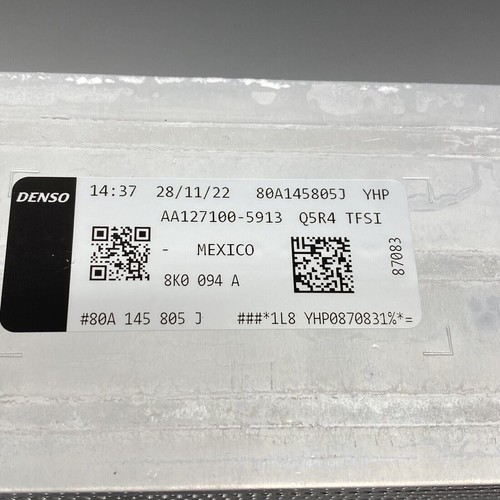 DENSO
14:37 28/11/22 80A145805J YHP
AA127100-5913 Q5R4 TFSI
- MEXICO
8K0 094 A
87083
#80A 145 805 J ###*1L8 YHP0870831%*=